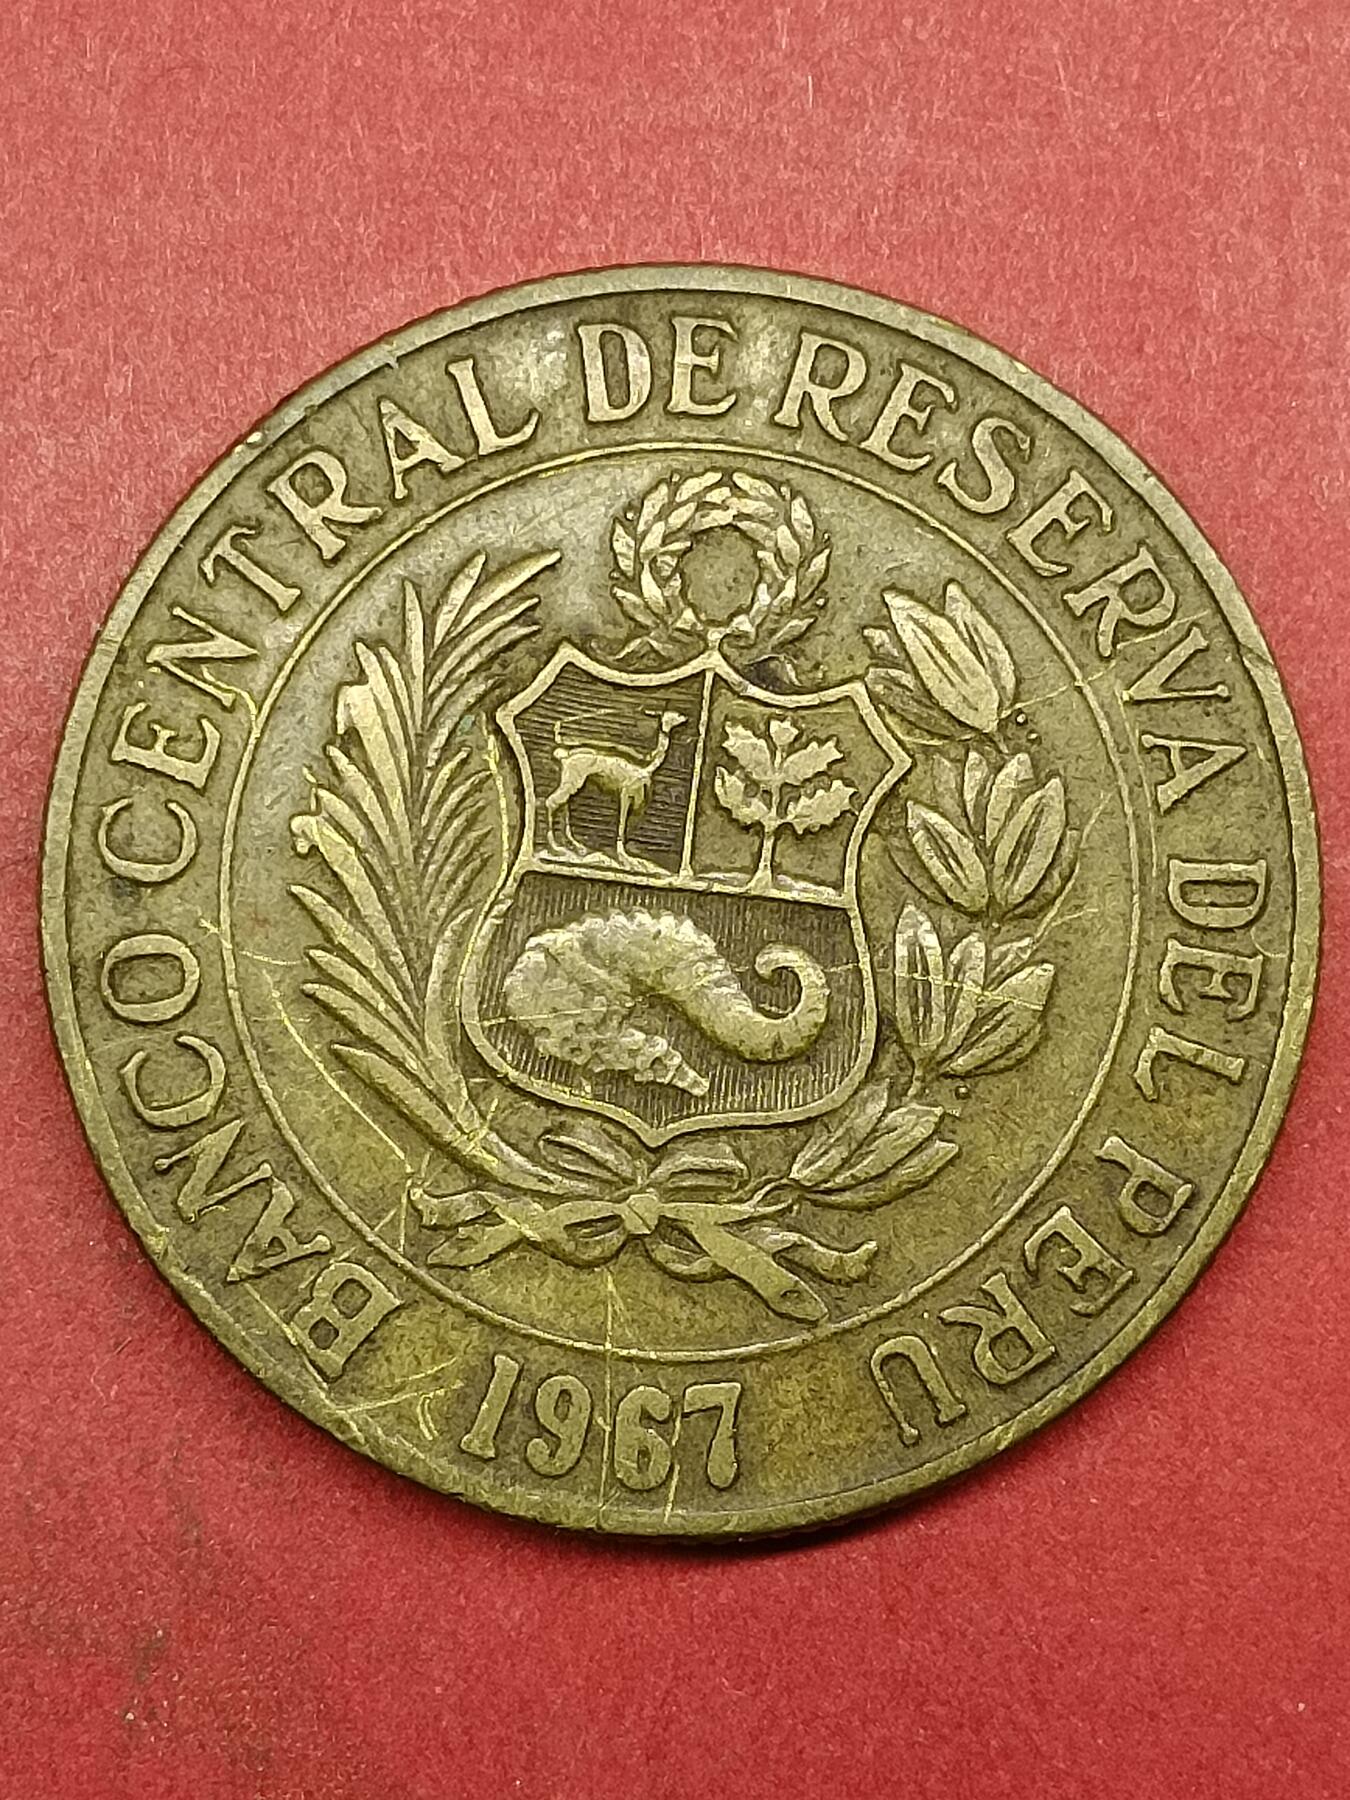 BANCO CENTRAL DE RESERVA DEL PERU
1967